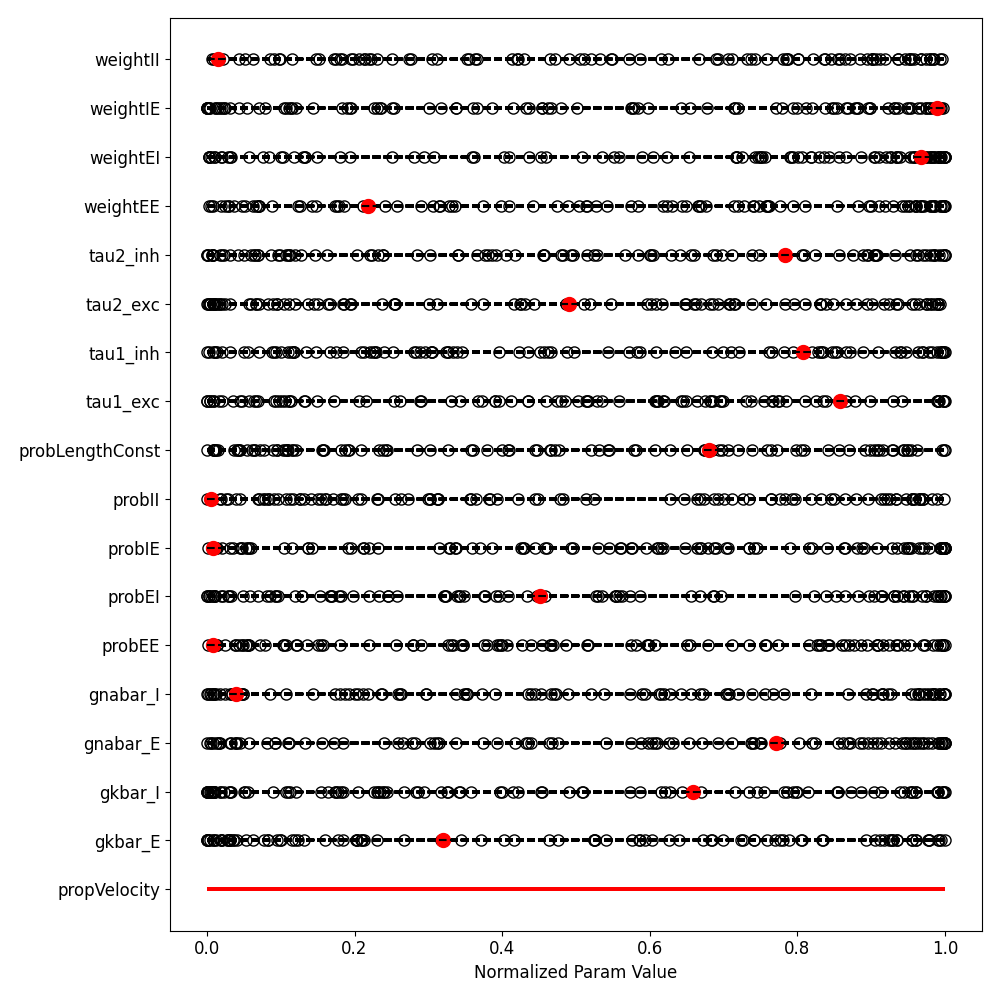 weightII
weightIE
weightEI
weightEE
tau2_inh
tau2_exc
tau1_inh
tau1_exc
probLengthConst
probII
probIE
probEI
probEE
gnabar_I
gnabar_E
gkbar_I
gkbar_E
propVelocity
0.0 0.2 0.4 0.6 0.8 1.0
Normalized Param Value